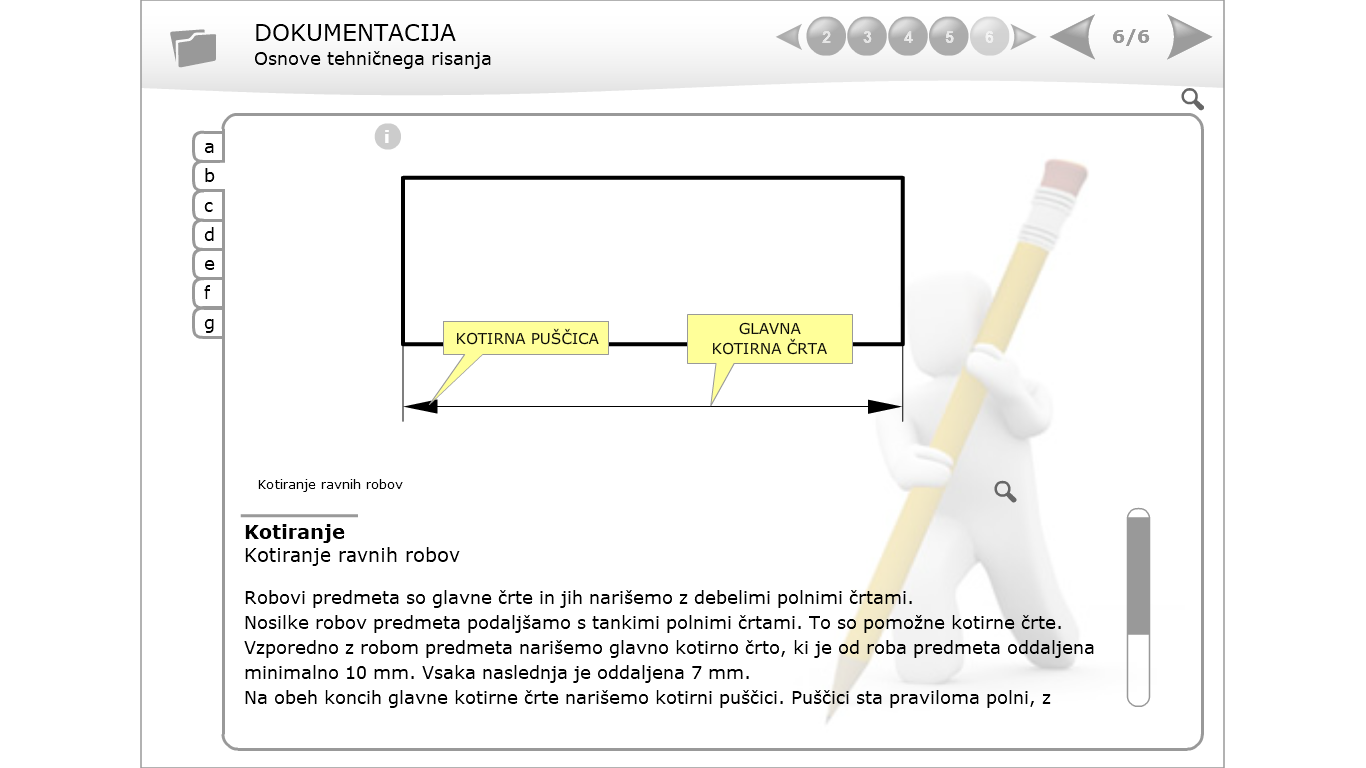 DOKUMENTACIJA
Osnove tehničnega risanja
2 3 4 5 6
6/6
i
a
b
c
d
e
f
g
KOTIRNA PUŠČICA
GLAVNA
KOTIRNA ČRTA
Kotiranje ravnih robov
Kotiranje
Kotiranje ravnih robov
Robovi predmeta so glavne črte in jih narišemo z debelimi polnimi črtami.
Nosilke robov predmeta podaljšamo s tankimi polnimi črtami. To so pomožne kotirne črte.
Vzporedno z robom predmeta narišemo glavno kotirno črto, ki je od roba predmeta oddaljena
minimalno 10 mm. Vsaka naslednja je oddaljena 7 mm.
Na obeh koncih glavne kotirne črte narišemo kotirni puščici. Puščici sta praviloma polni, z